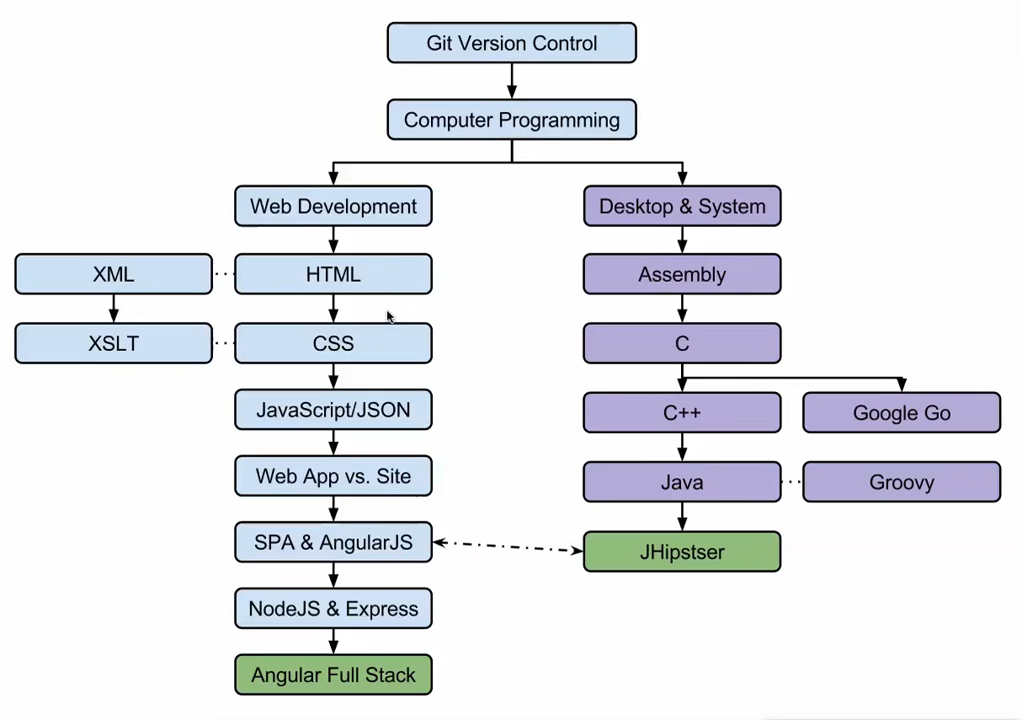 Git Version Control
Computer Programming
Web Development
Desktop & System
XML
HTML
Assembly
XSLT
CSS
C
JavaScript/JSON
C++
Google Go
Web App vs. Site
Java
Groovy
SPA & AngularJS
JHipstser
NodeJS & Express
Angular Full Stack